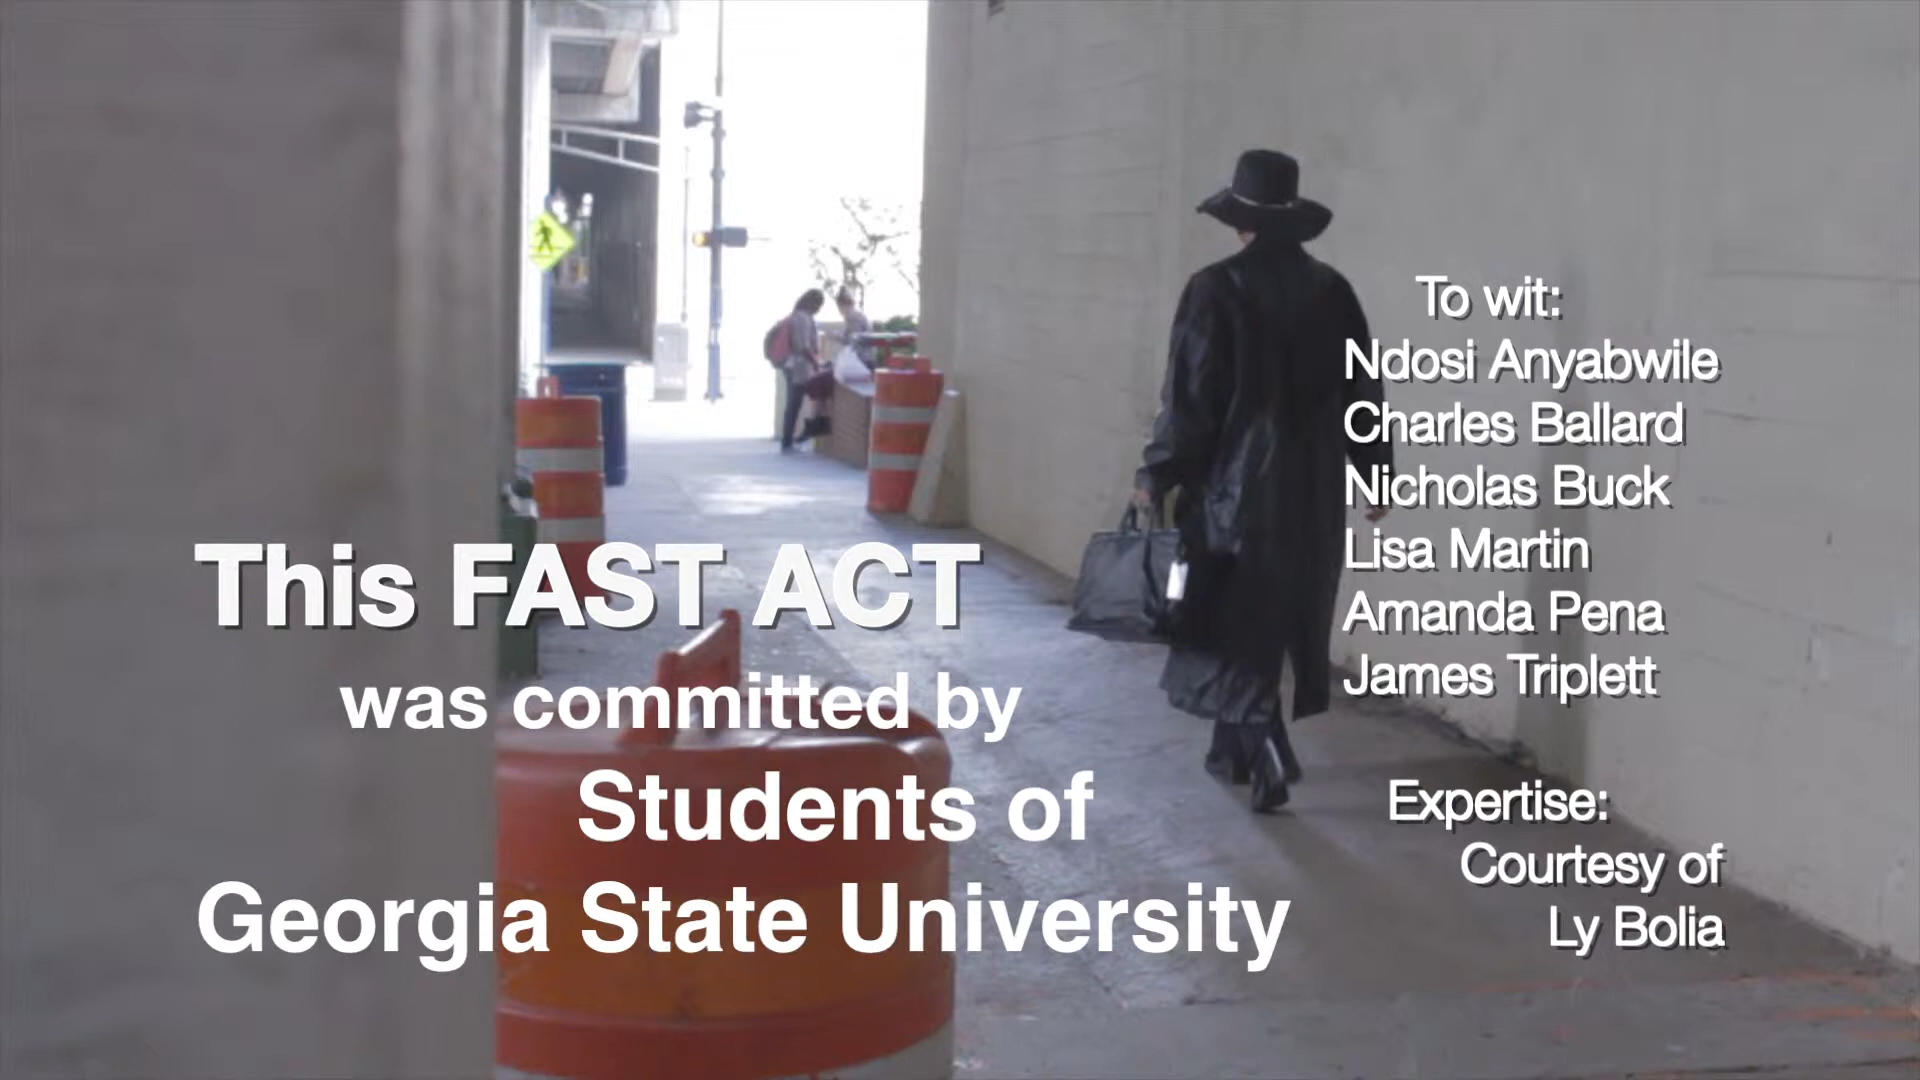 This FAST ACT
was committed by
Students of
Georgia State University
To wit:
Ndosi Anyabwile
Charles Ballard
Nicholas Buck
Lisa Martin
Amanda Pena
James Triplett
Expertise:
Courtesy of
Ly Bolia